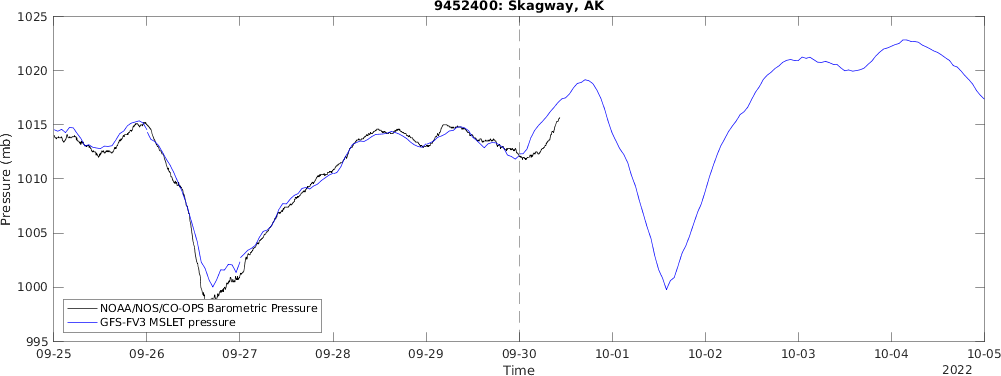 9452400: Skagway, AK
1025
1020
1015
1010
1005
1000
995
Pressure (mb)
NOAA/NOS/CO-OPS Barometric Pressure
GFS-FV3 MSLET pressure
09-25 09-26 09-27 09-28 09-29 09-30 10-01 10-02 10-03 10-04 10-05
Time
2022